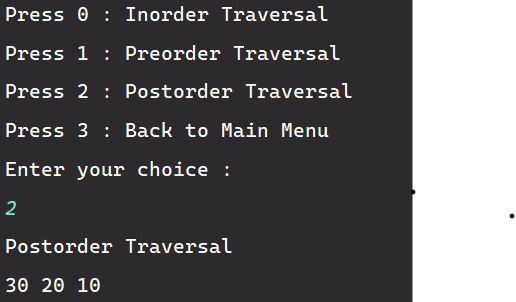 Press 0 : Inorder Traversal
Press 1 : Preorder Traversal
Press 2 : Postorder Traversal
Press 3 : Back to Main Menu
Enter your choice :
2
Postorder Traversal
30 20 10